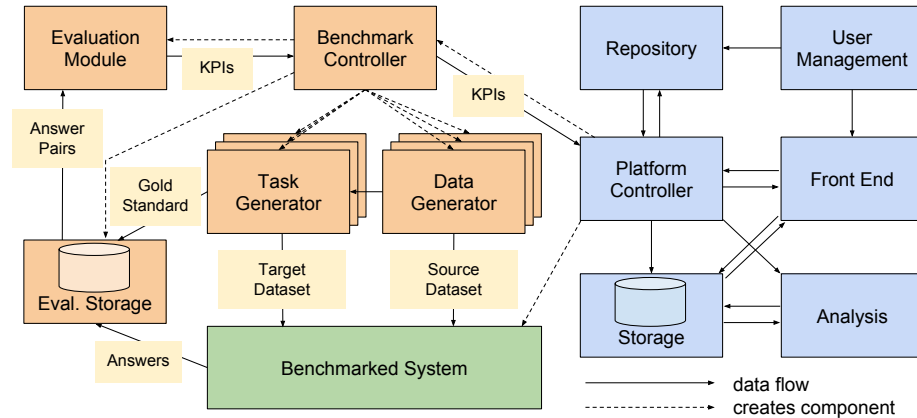 Evaluation
Module
KPIs
Benchmark
Controller
KPIs
Repository
User
Management
Answer
Pairs
Gold
Standard
Task
Generator
Data
Generator
Platform
Controller
Front End
Eval. Storage
Target
Dataset
Source
Dataset
Storage
Analysis
Answers
Benchmarked System
data flow
creates component